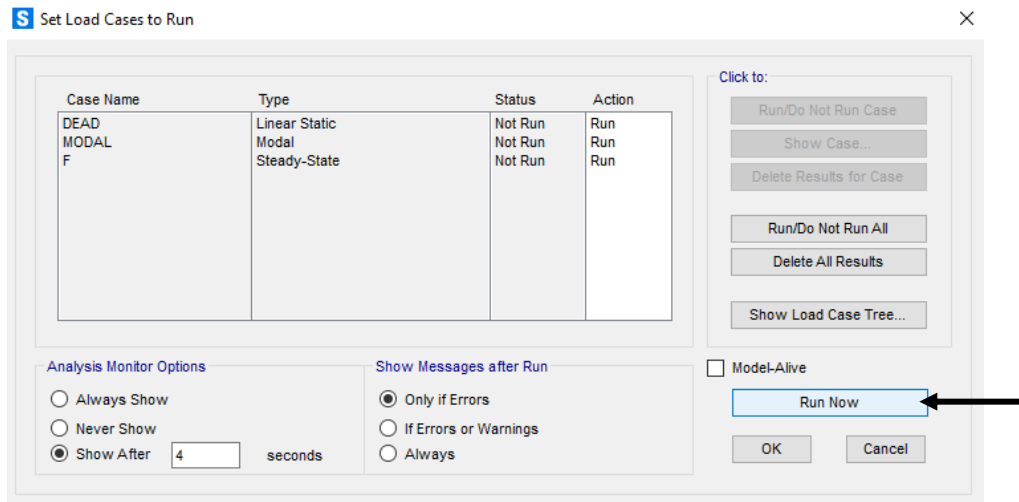 S Set Load Cases to Run
Click to:
Case Name Type Status Action
DEAD Linear Static Not Run Run
MODAL Modal Not Run Run
F Steady-State Not Run Run
Run/Do Not Run Case
Show Case...
Delete Results for Case
Run/Do Not Run All
Delete All Results
Show Load Case Tree...
Analysis Monitor Options
Always Show
Never Show
Show After 4 seconds
Show Messages after Run
Only if Errors
If Errors or Warnings
Always
Model-Alive
Run Now
OK Cancel